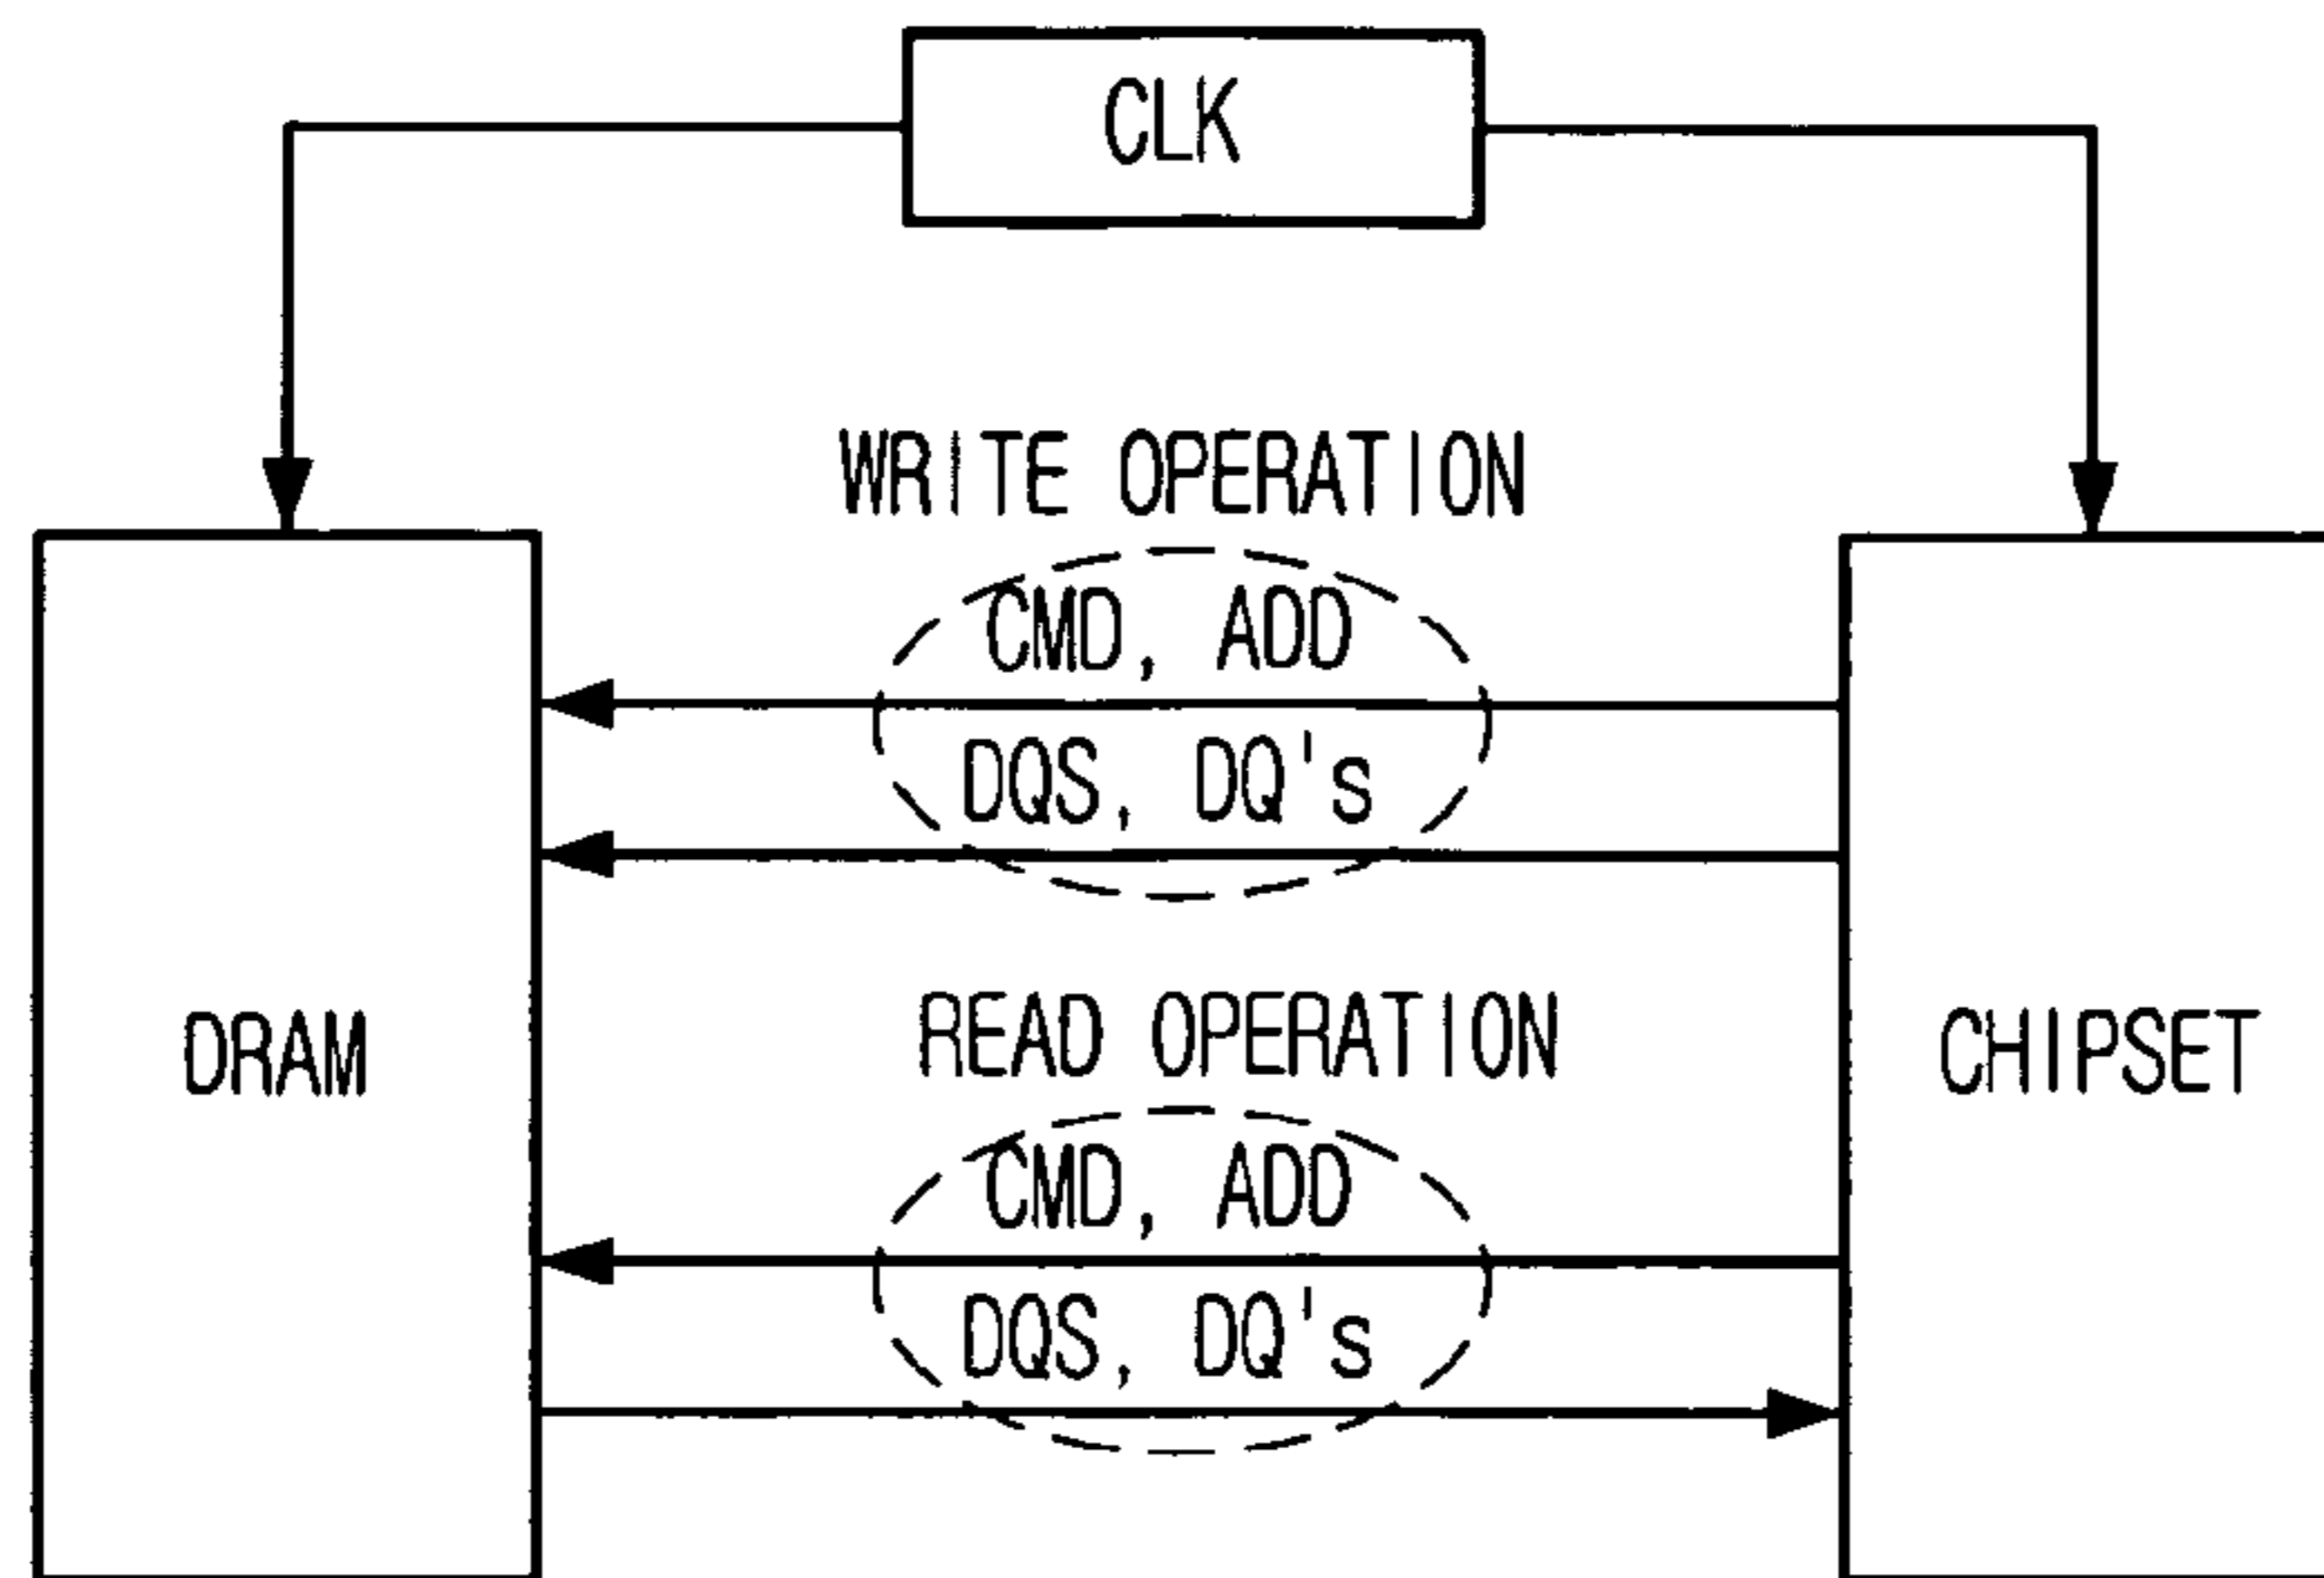 CLK
WRITE OPERATION
CMD, ADD
DQS, DQ's
DRAM
READ OPERATION
CHIPSET
CMD, ADD
DQS, DQ's